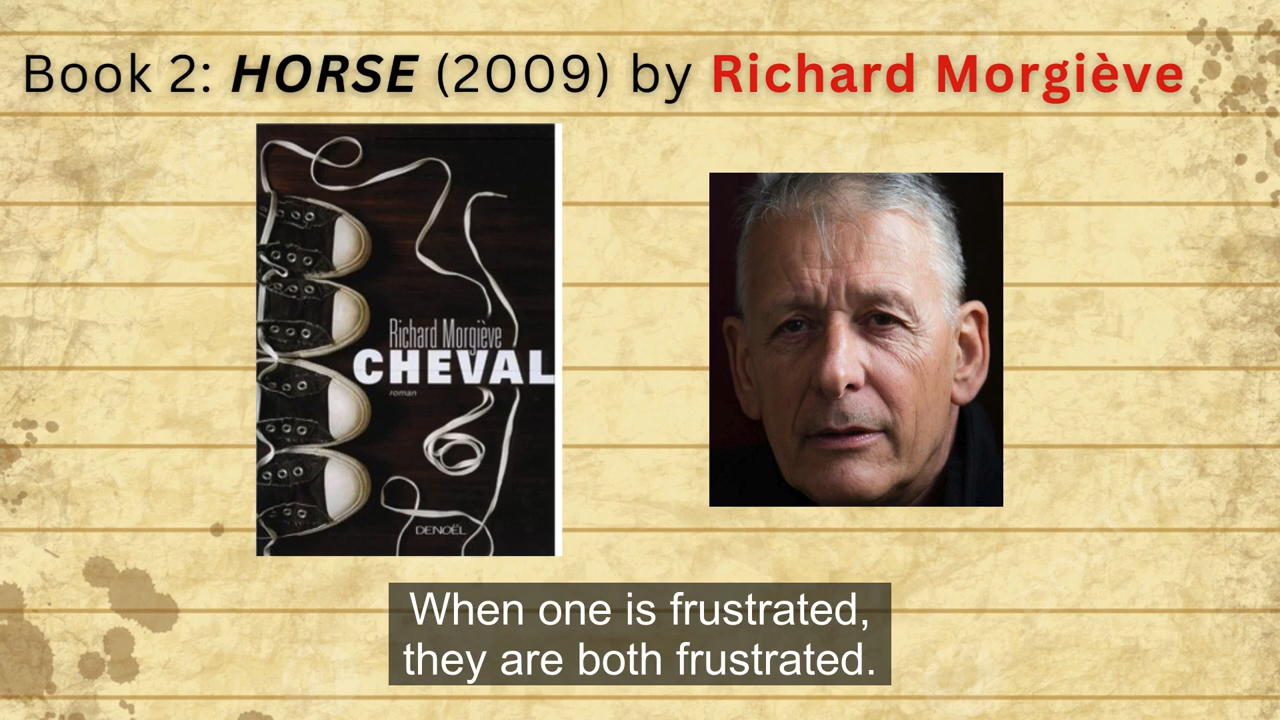 Book 2: HORSE (2009) by Richard Morgiève
Richard Morgiève
CHEVAL
roman
DENOËL
When one is frustrated,
they are both frustrated.